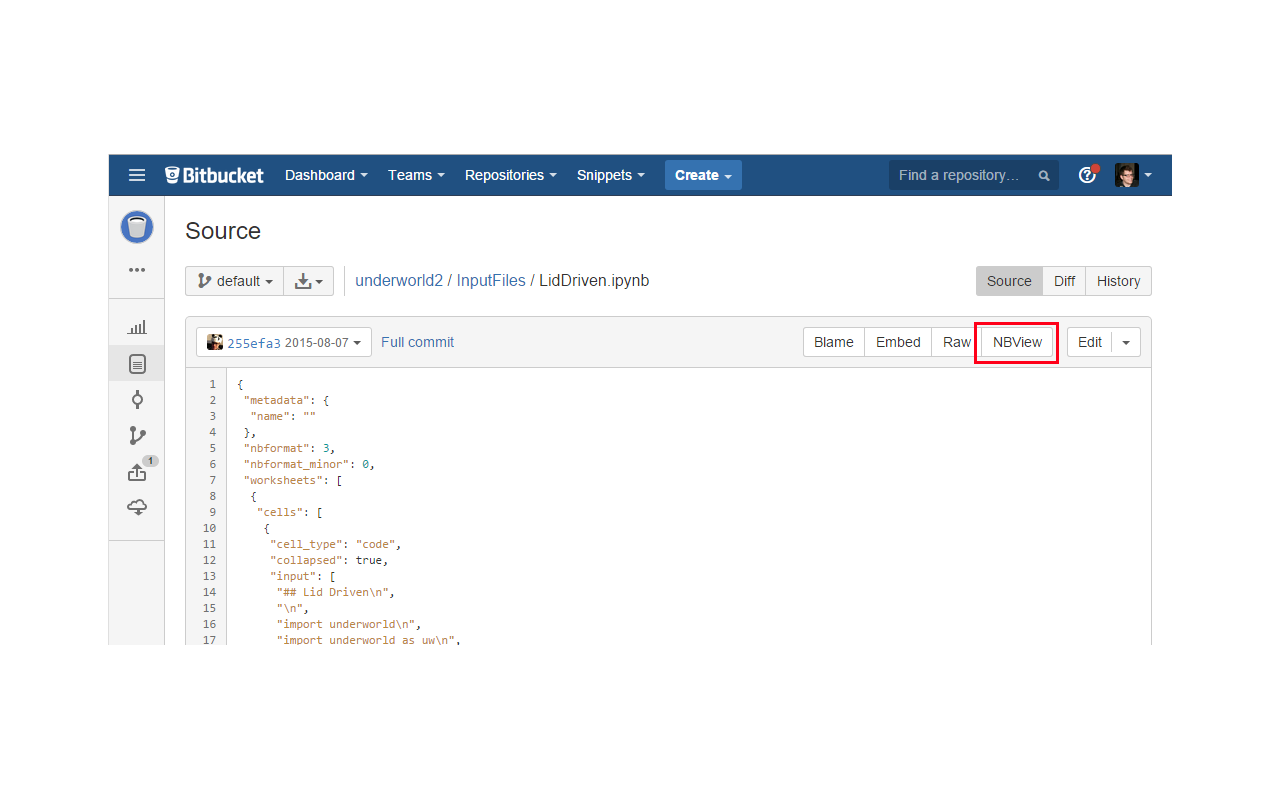 Bitbucket Dashboard Teams Repositories Snippets Create Find a repository...
Source
default underworld2 / InputFiles / LidDriven.ipynb Source Diff History
255efa3 2015-08-07 Full commit Blame Embed Raw NBView Edit
1 {
2 "metadata": {
3 "name": ""
4 },
5 "nbformat": 3,
6 "nbformat_minor": 0,
7 "worksheets": [
8 {
9 "cells": [
10 {
11 "cell_type": "code",
12 "collapsed": true,
13 "input": [
14 "## Lid Driven\n",
15 "\n",
16 "import underworld\n",
17 "import underworld as uw\n",
1